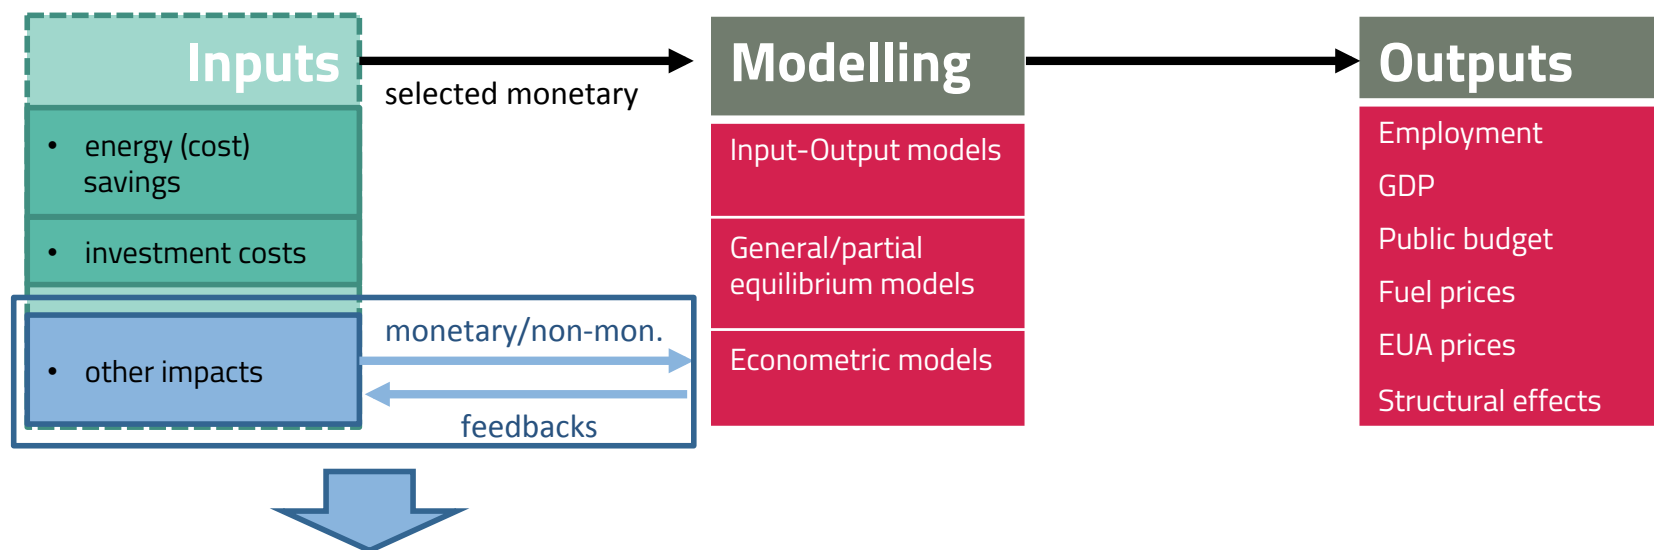 Inputs
selected monetary
• energy (cost)
savings
• investment costs
• other impacts
monetary/non-mon.
feedbacks
Modelling
Input-Output models
General/partial
equilibrium models
Econometric models
Outputs
Employment
GDP
Public budget
Fuel prices
EUA prices
Structural effects